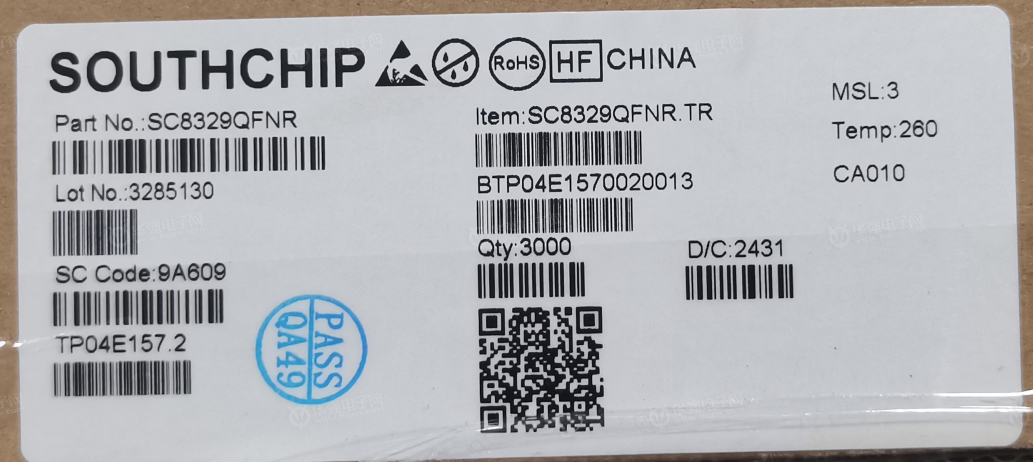 SOUTHCHIP RoHS HF CHINA
Part No.:SC8329QFNR
Item:SC8329QFNR.TR
MSL:3
Temp:260
CA010
Lot No.:3285130
BTP04E1570020013
SC Code:9A609
Qty:3000
D/C:2431
TP04E157.2
PASS
QA49